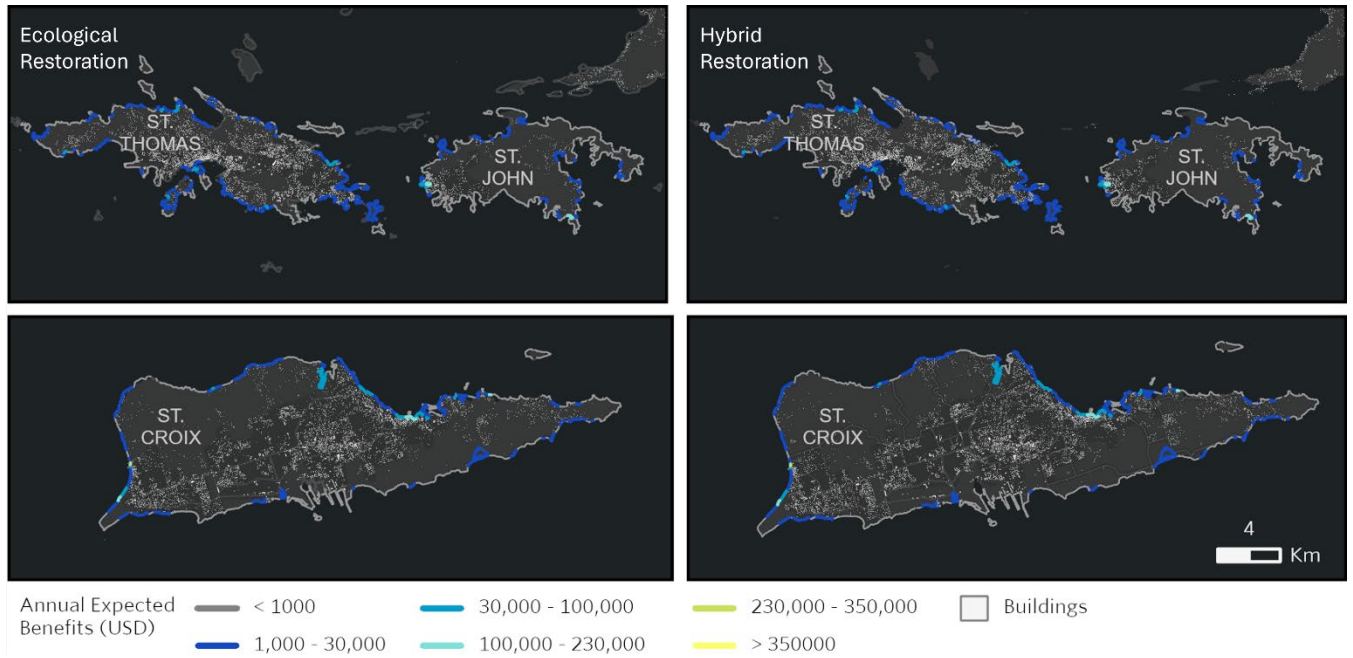 Ecological
Restoration
ST.
THOMAS
ST.
JOHN
Hybrid
Restoration
ST.
THOMAS
ST.
JOHN
ST.
CROIX
ST.
CROIX
4
Km
Annual Expected
Benefits (USD)
< 1000
30,000 - 100,000
230,000 - 350,000
Buildings
1,000 - 30,000
100,000 - 230,000
> 350000